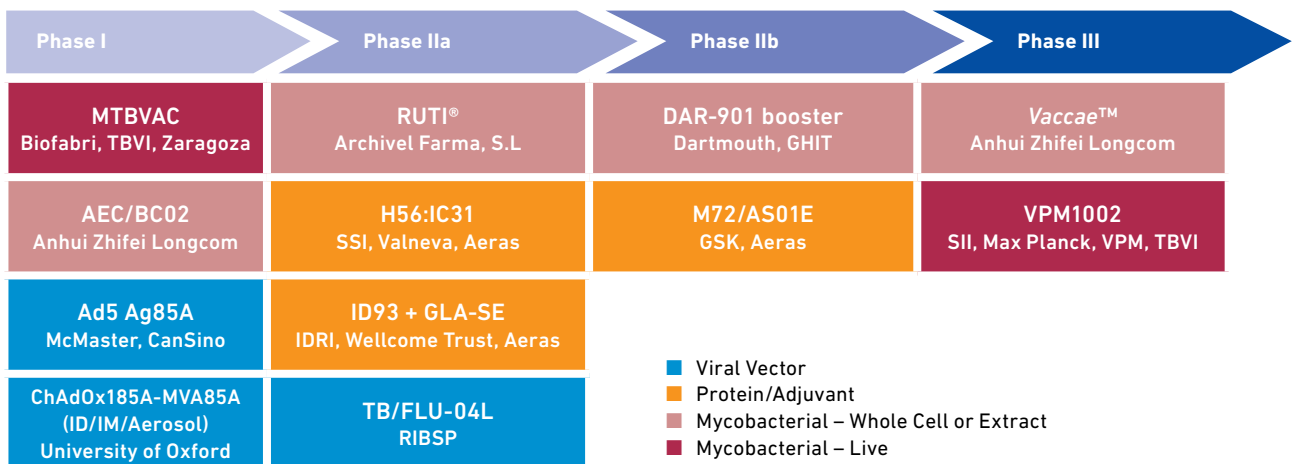 Phase I
Phase IIa
Phase IIb
Phase III
MTBVAC
Biofabri, TBVI, Zaragoza
RUTI®
Archivel Farma, S.L
DAR-901 booster
Dartmouth, GHIT
Vaccae™
Anhui Zhifei Longcom
AEC/BC02
Anhui Zhifei Longcom
H56:IC31
SSI, Valneva, Aeras
M72/AS01E
GSK, Aeras
VPM1002
SII, Max Planck, VPM, TBVI
Ad5 Ag85A
McMaster, CanSino
ID93 + GLA-SE
IDRI, Wellcome Trust, Aeras
ChAdOx185A-MVA85A
(ID/IM/Aerosol)
University of Oxford
TB/FLU-04L
RIBSP
Viral Vector
Protein/Adjuvant
Mycobacterial – Whole Cell or Extract
Mycobacterial – Live